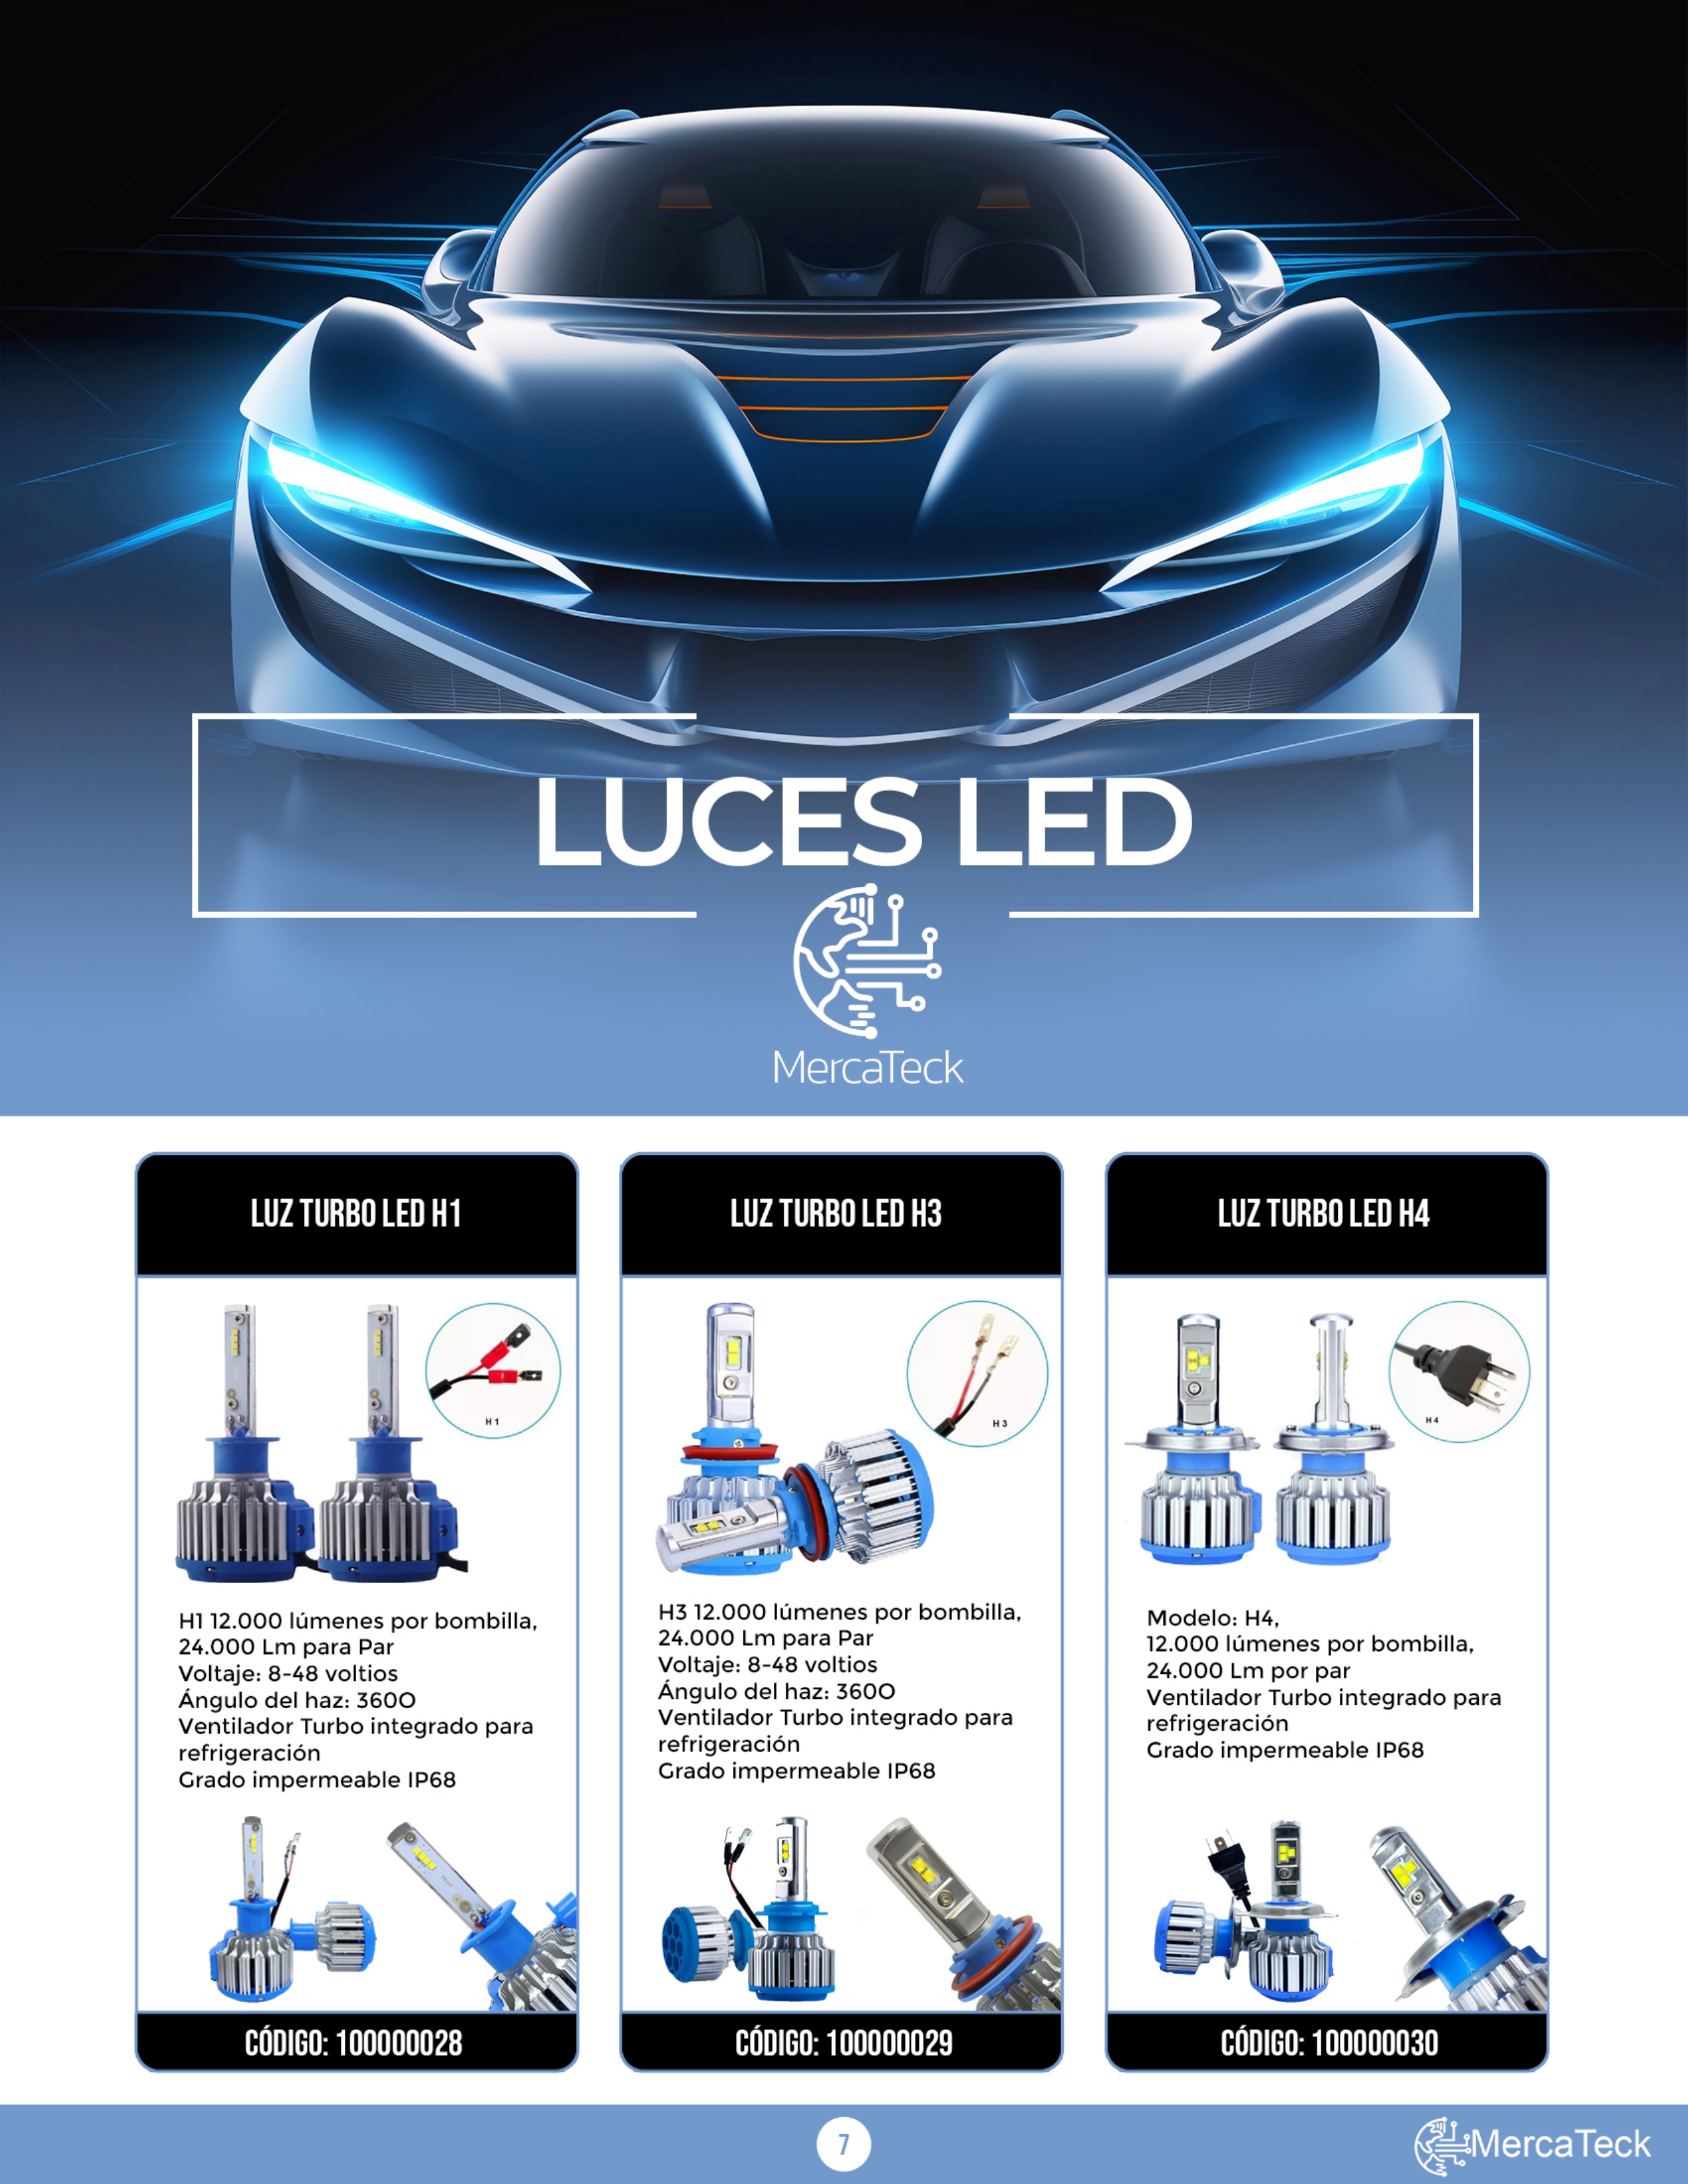 LUCES LED
MercaTeck
LUZ TURBO LED H1
H1
H1 12.000 lúmenes por bombilla,
24.000 Lm para Par
Voltaje: 8-48 voltios
Ángulo del haz: 360O
Ventilador Turbo integrado para
refrigeración
Grado impermeable IP68
CÓDIGO: 100000028
LUZ TURBO LED H3
H3
H3 12.000 lúmenes por bombilla,
24.000 Lm para Par
Voltaje: 8-48 voltios
Ángulo del haz: 360O
Ventilador Turbo integrado para
refrigeración
Grado impermeable IP68
CÓDIGO: 100000029
LUZ TURBO LED H4
H4
Modelo: H4,
12.000 lúmenes por bombilla,
24.000 Lm por par
Ventilador Turbo integrado para
refrigeración
Grado impermeable IP68
CÓDIGO: 100000030
7
MercaTeck